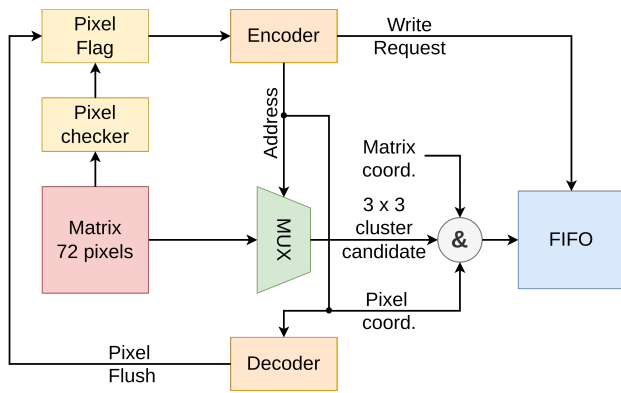 Pixel
Flag
Encoder
Write
Request
Pixel
checker
Address
Matrix
coord.
Matrix
72 pixels
MUX
3 x 3
cluster
candidate
&
FIFO
Pixel
coord.
Pixel
Flush
Decoder